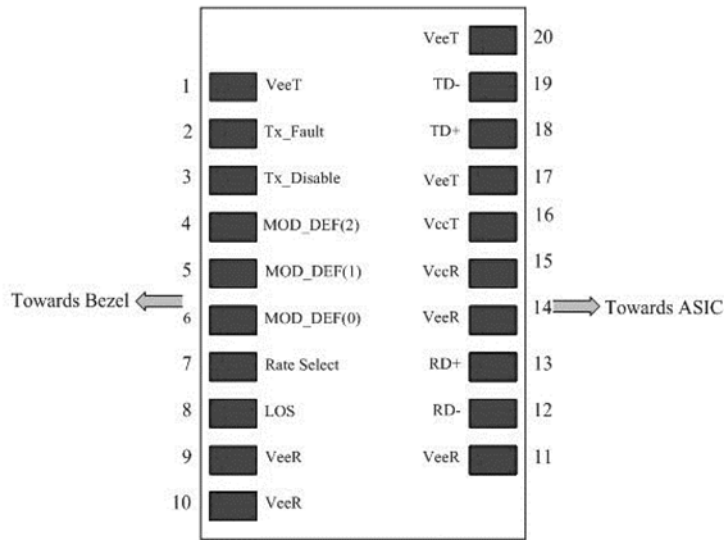 VeeT 20
1 VeeT TD- 19
2 Tx_Fault TD+ 18
3 Tx_Disable VeeT 17
4 MOD_DEF(2) VccT 16
5 MOD_DEF(1) VccR 15
Towards Bezel 6 MOD_DEF(0) VeeR 14 Towards ASIC
7 Rate Select RD+ 13
8 LOS RD- 12
9 VeeR VeeR 11
10 VeeR